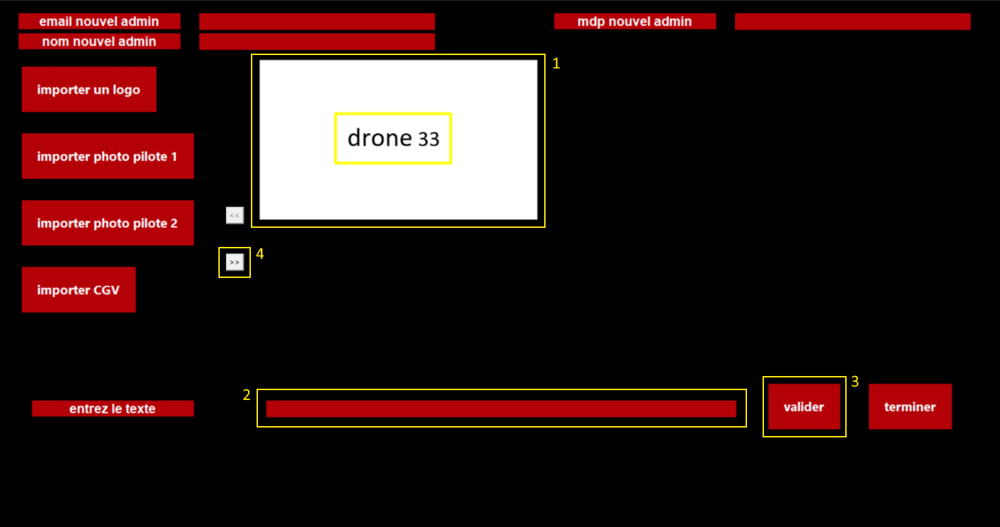 email nouvel admin
mdp nouvel admin
nom nouvel admin
1
importer un logo
drone 33
importer photo pilote 1
<<
importer photo pilote 2
4
>>
importer CGV
3
2
entrez le texte
valider
terminer